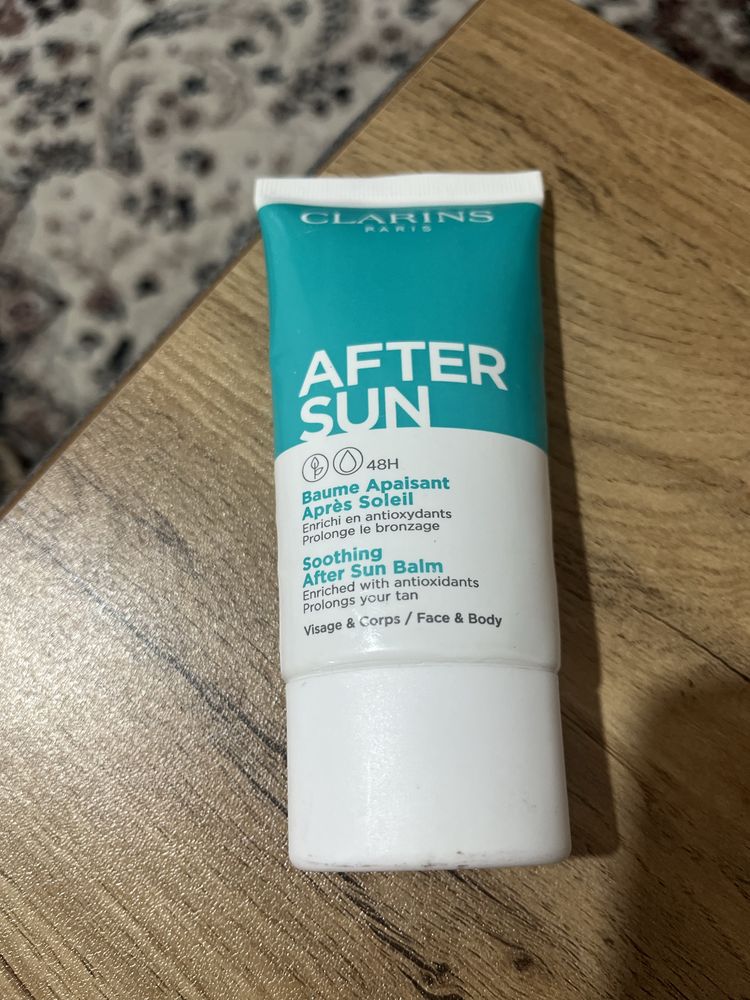 CLARINS
PARIS
AFTER
SUN
48H
Baume Apaisant
Après Soleil
Enrichi en antioxydants
Prolonge le bronzage
Soothing
After Sun Balm
Enriched with antioxidants
Prolongs your tan
Visage & Corps / Face & Body